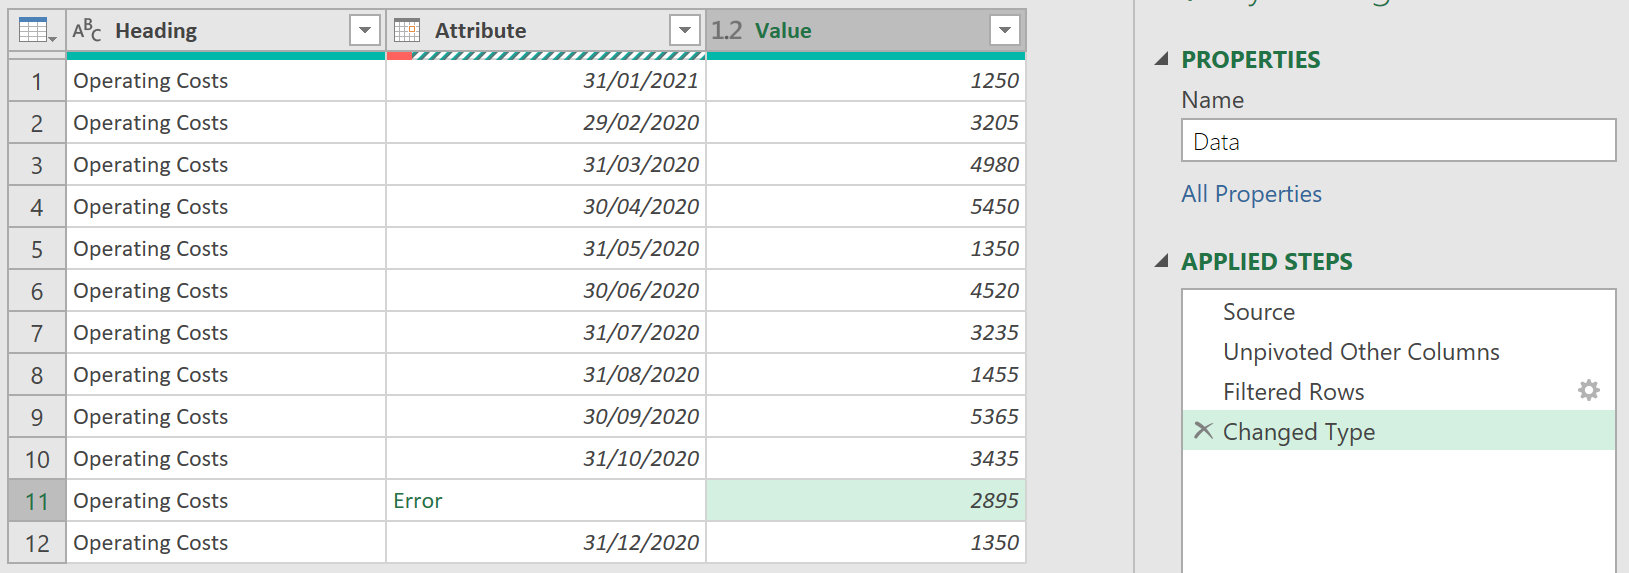 ABC Heading Attribute 1.2 Value
1 Operating Costs 31/01/2021 1250
2 Operating Costs 29/02/2020 3205
3 Operating Costs 31/03/2020 4980
4 Operating Costs 30/04/2020 5450
5 Operating Costs 31/05/2020 1350
6 Operating Costs 30/06/2020 4520
7 Operating Costs 31/07/2020 3235
8 Operating Costs 31/08/2020 1455
9 Operating Costs 30/09/2020 5365
10 Operating Costs 31/10/2020 3435
11 Operating Costs Error 2895
12 Operating Costs 31/12/2020 1350
PROPERTIES
Name
Data
All Properties
APPLIED STEPS
Source
Unpivoted Other Columns
Filtered Rows
Changed Type